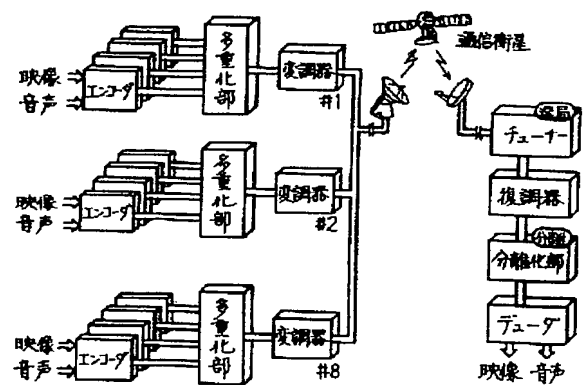 映像
音声
エンコーダ
多重化部
変調器
#1
通信衛星
選局
チューナー
復調器
分離
分離化部
デューダ
映像 音声
映像
音声
エンコーダ
多重化部
変調器
#2
映像
音声
エンコーダ
多重化部
変調器
#8